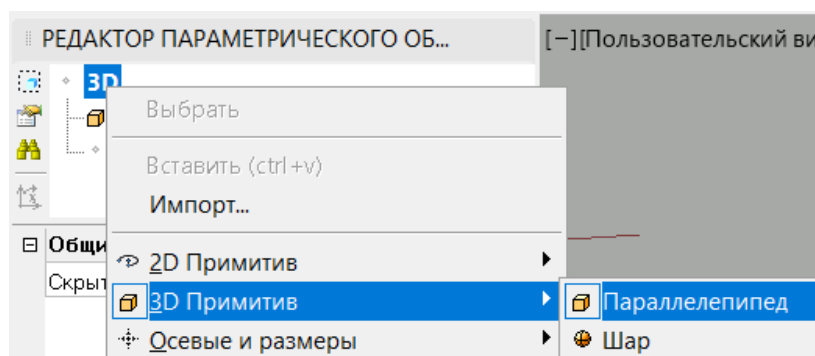 РЕДАКТОР ПАРАМЕТРИЧЕСКОГО ОБ...
[−][Пользовательский ви
3D
Выбрать
Вставить (ctrl+v)
Импорт...
Общи
Скрыт
2D Примитив
3D Примитив
Параллелепипед
Осевые и размеры
Шар